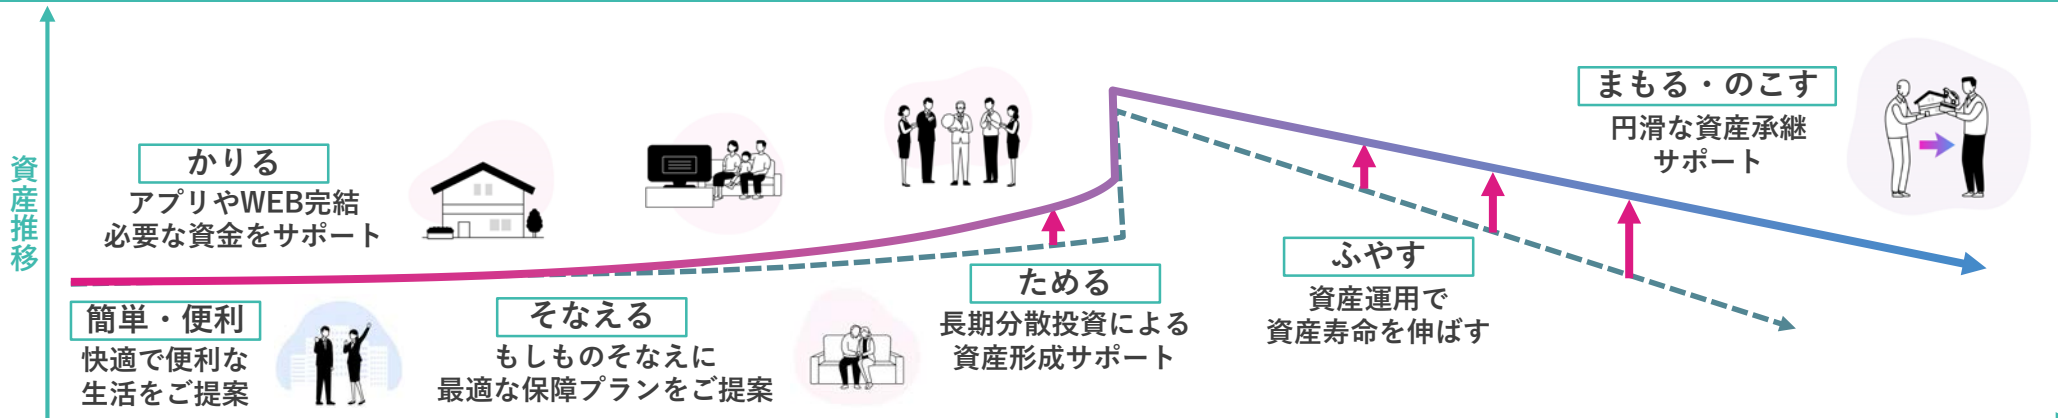 資産推移
かりる
アプリやWEB完結
必要な資金をサポート
簡単・便利
快適で便利な
生活をご提案
そなえる
もしものそなえに
最適な保障プランをご提案
ためる
長期分散投資による
資産形成サポート
ふやす
資産運用で
資産寿命を伸ばす
まもる・のこす
円滑な資産承継
サポート